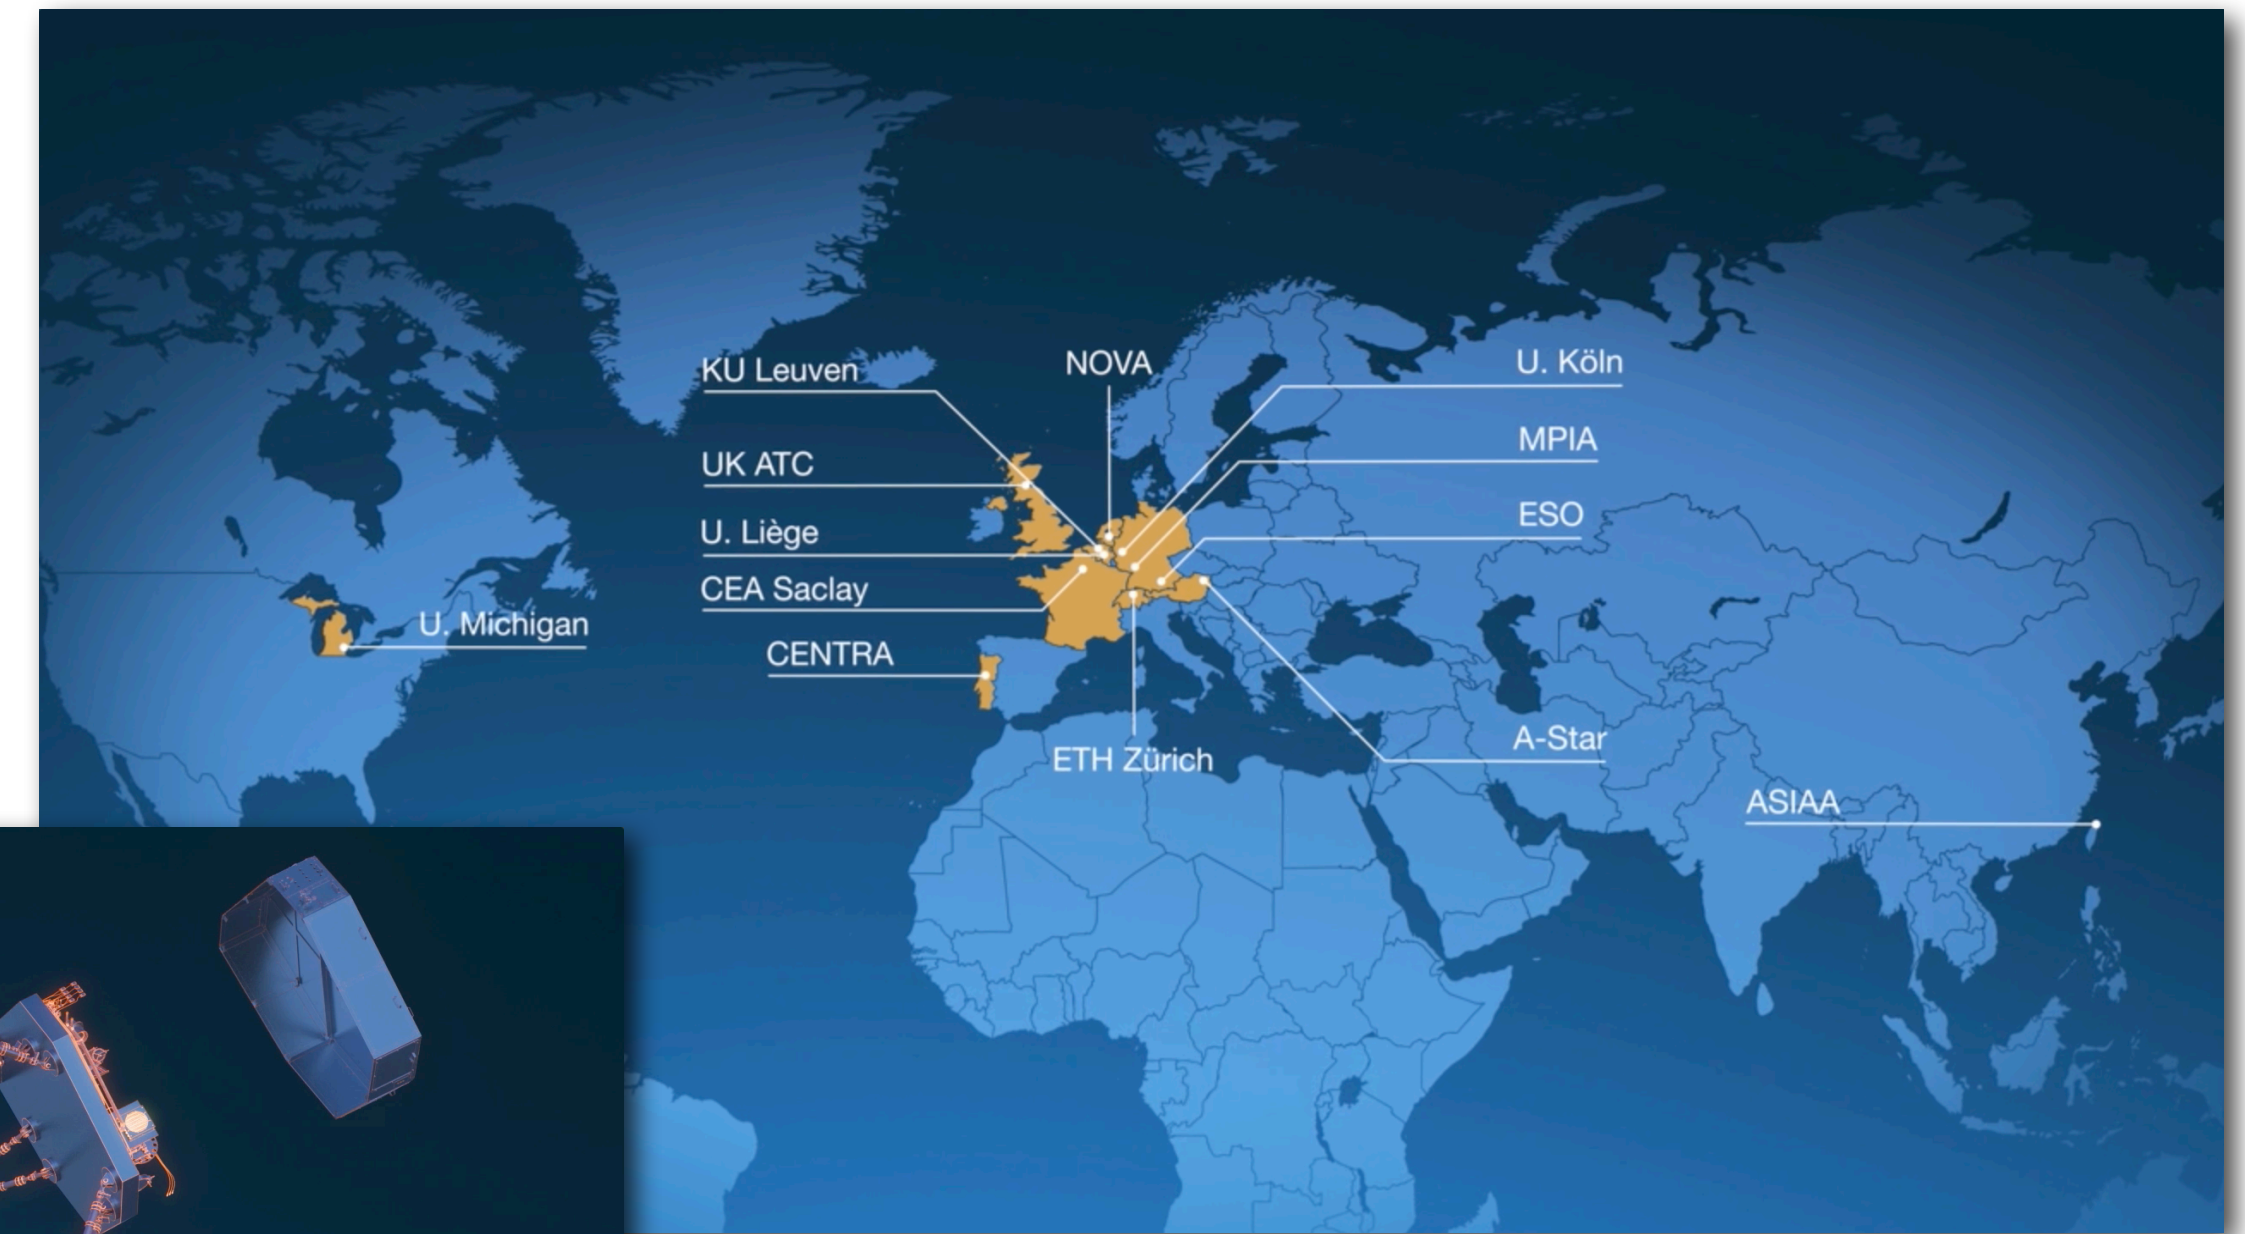 KU Leuven
NOVA
U. Köln
UK ATC
MPIA
U. Liège
ESO
CEA Saclay
U. Michigan
CENTRA
ETH Zürich
A-Star
ASIAA